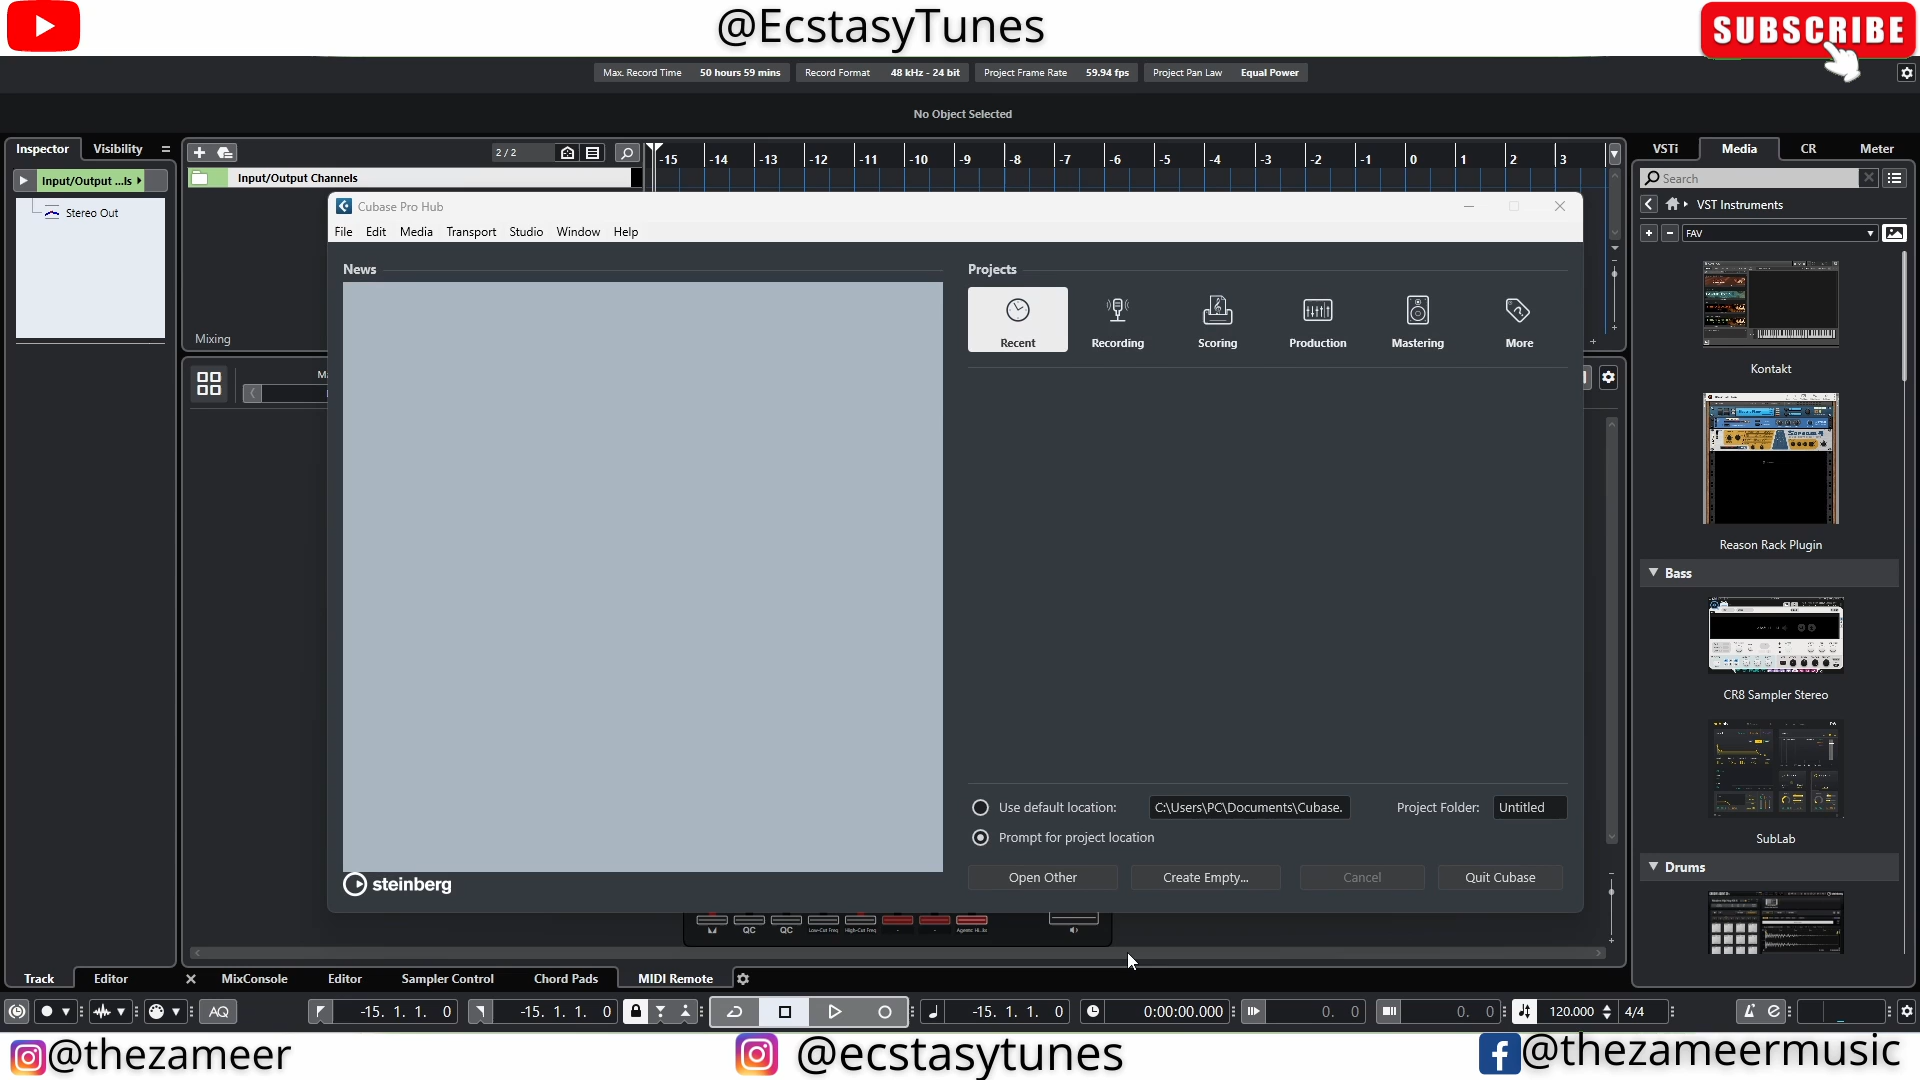 @EcstasyTunes
SUBSCRIBE
Max. Record Time 50 hours 59 mins Record Format 48 kHz - 24 bit Project Frame Rate 59.94 fps Project Pan Law Equal Power
No Object Selected
Inspector Visibility
2 / 2
-15 -14 -13 -12 -11 -10 -9 -8 -7 -6 -5 -4 -3 -2 -1 0 1 2 3
VSTi Media CR Meter
Input/Output ...ls
Input/Output Channels
Search
Stereo Out
VST Instruments
FAV
Cubase Pro Hub
File Edit Media Transport Studio Window Help
News
Projects
Recent Recording Scoring Production Mastering More
Mixing
Kontakt
Reason Rack Plugin
Bass
CR8 Sampler Stereo
SubLab
Drums
Use default location: C:\Users\PC\Documents\Cubase. Project Folder: Untitled
Prompt for project location
Open Other Create Empty... Cancel Quit Cubase
steinberg
QC QC Low-Cut Freq High-Cut Freq
Track Editor
MixConsole Editor Sampler Control Chord Pads MIDI Remote
AQ -15. 1. 1. 0 -15. 1. 1. 0 -15. 1. 1. 0 0:00:00.000 0. 0 0. 0 120.000 4/4
@thezameer
@ecstasytunes
@thezameermusic